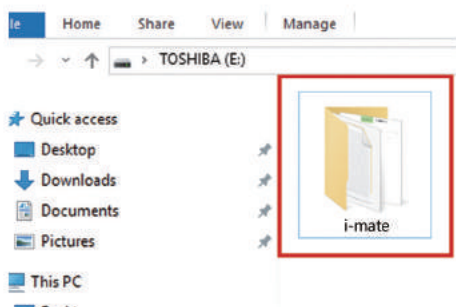 le Home Share View Manage
TOSHIBA (E:)
Quick access
Desktop
Downloads
Documents
Pictures
i-mate
This PC